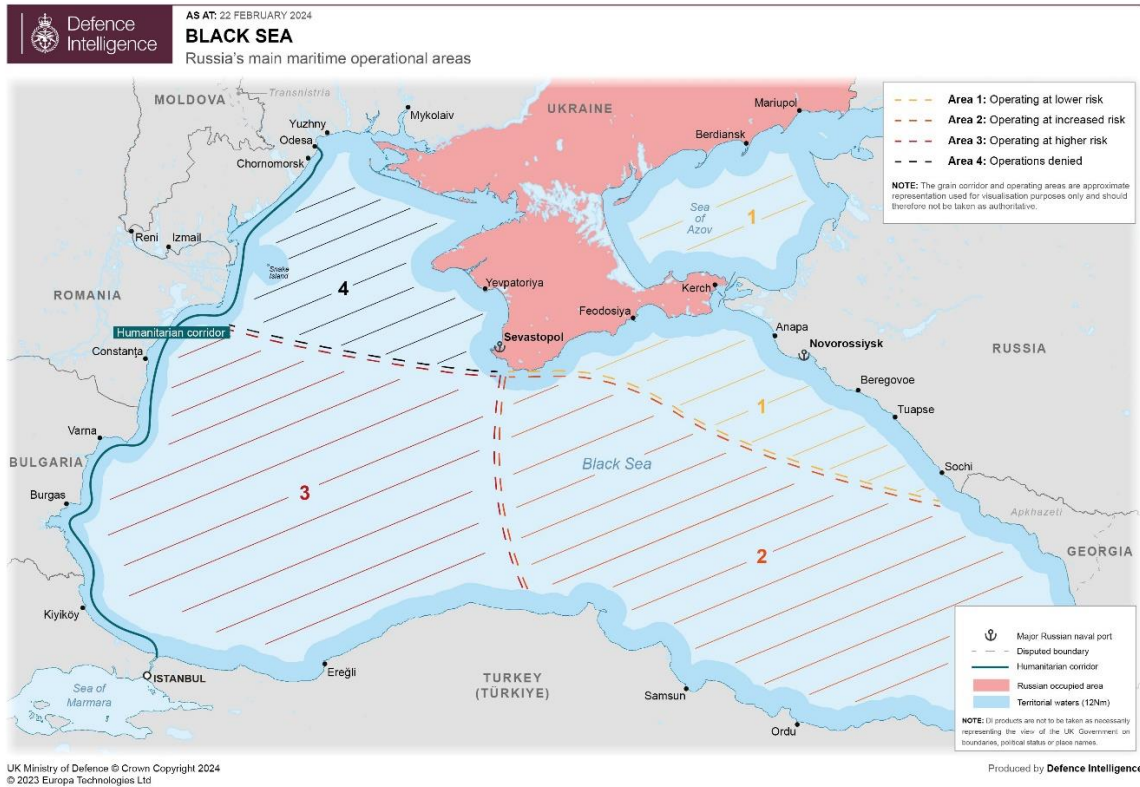 Defence
Intelligence
AS AT: 22 FEBRUARY 2024
BLACK SEA
Russia's main maritime operational areas
MOLDOVA
Transnistria
Mykolaiv
UKRAINE
Mariupol
Yuzhny
Odesa
Chornomorsk
Berdiansk
Area 1: Operating at lower risk
Area 2: Operating at increased risk
Area 3: Operating at higher risk
Area 4: Operations denied
NOTE: The grain corridor and operating areas are approximate
representation used for visualisation purposes only and should
therefore not be taken as authoritative.
Sea
of
Azov
1
Reni
Izmail
Snake
Island
4
Yevpatoriya
Kerch
ROMANIA
Feodosiya
Humanitarian corridor
Sevastopol
Anapa
Novorossiysk
RUSSIA
Constanța
Beregovoe
1
Tuapse
Varna
BULGARIA
Black Sea
Sochi
Burgas
3
Apkhazeti
2
GEORGIA
Kiyiköy
ISTANBUL
Ereğli
Sea of
Marmara
TURKEY
(TÜRKIYE)
Samsun
Ordu
Major Russian naval port
Disputed boundary
Humanitarian corridor
Russian occupied area
Territorial waters (12Nm)
NOTE: DI products are not to be taken as necessarily
representing the view of the UK Government on
boundaries, political status or place names.
UK Ministry of Defence © Crown Copyright 2024
© 2023 Europa Technologies Ltd
Produced by Defence Intelligence